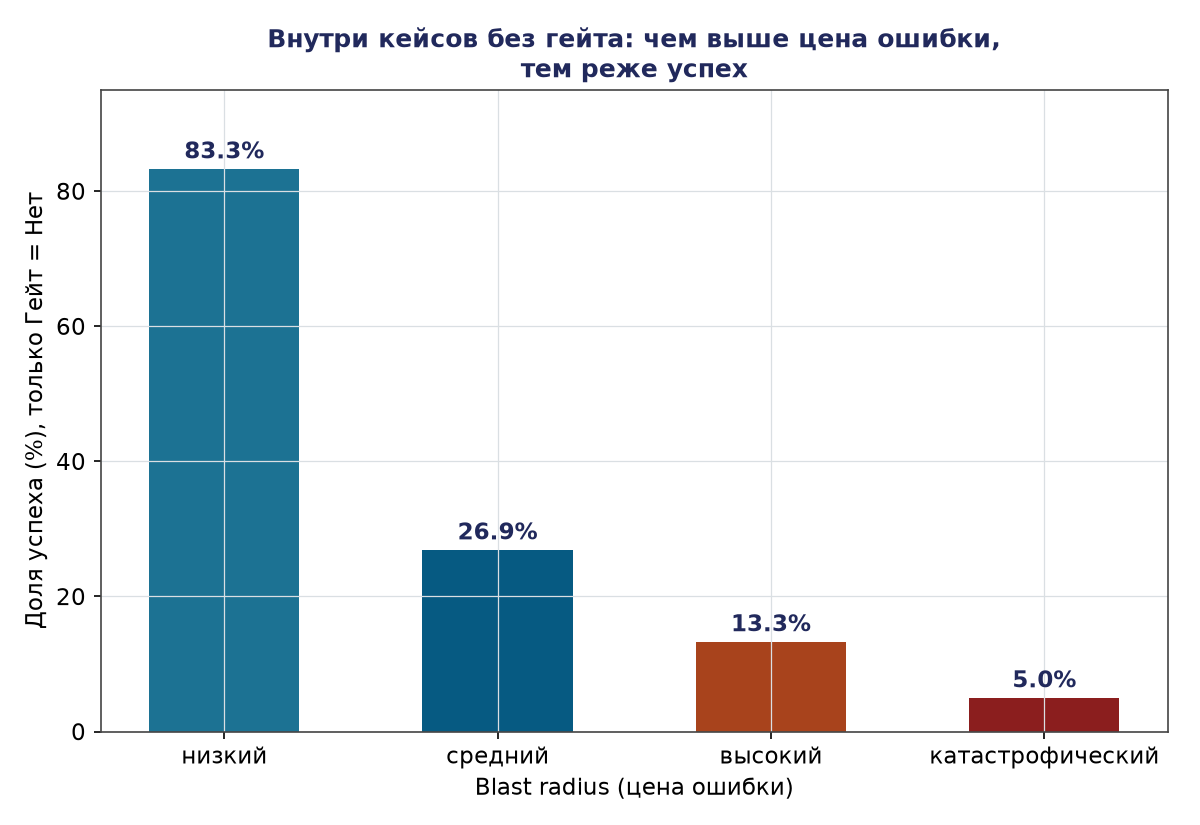 Внутри кейсов без гейта: чем выше цена ошибки,
тем реже успех
Доля успеха (%), только Гейт = Нет
80
60
40
20
0
83.3%
26.9%
13.3%
5.0%
низкий
средний
высокий
катастрофический
Blast radius (цена ошибки)